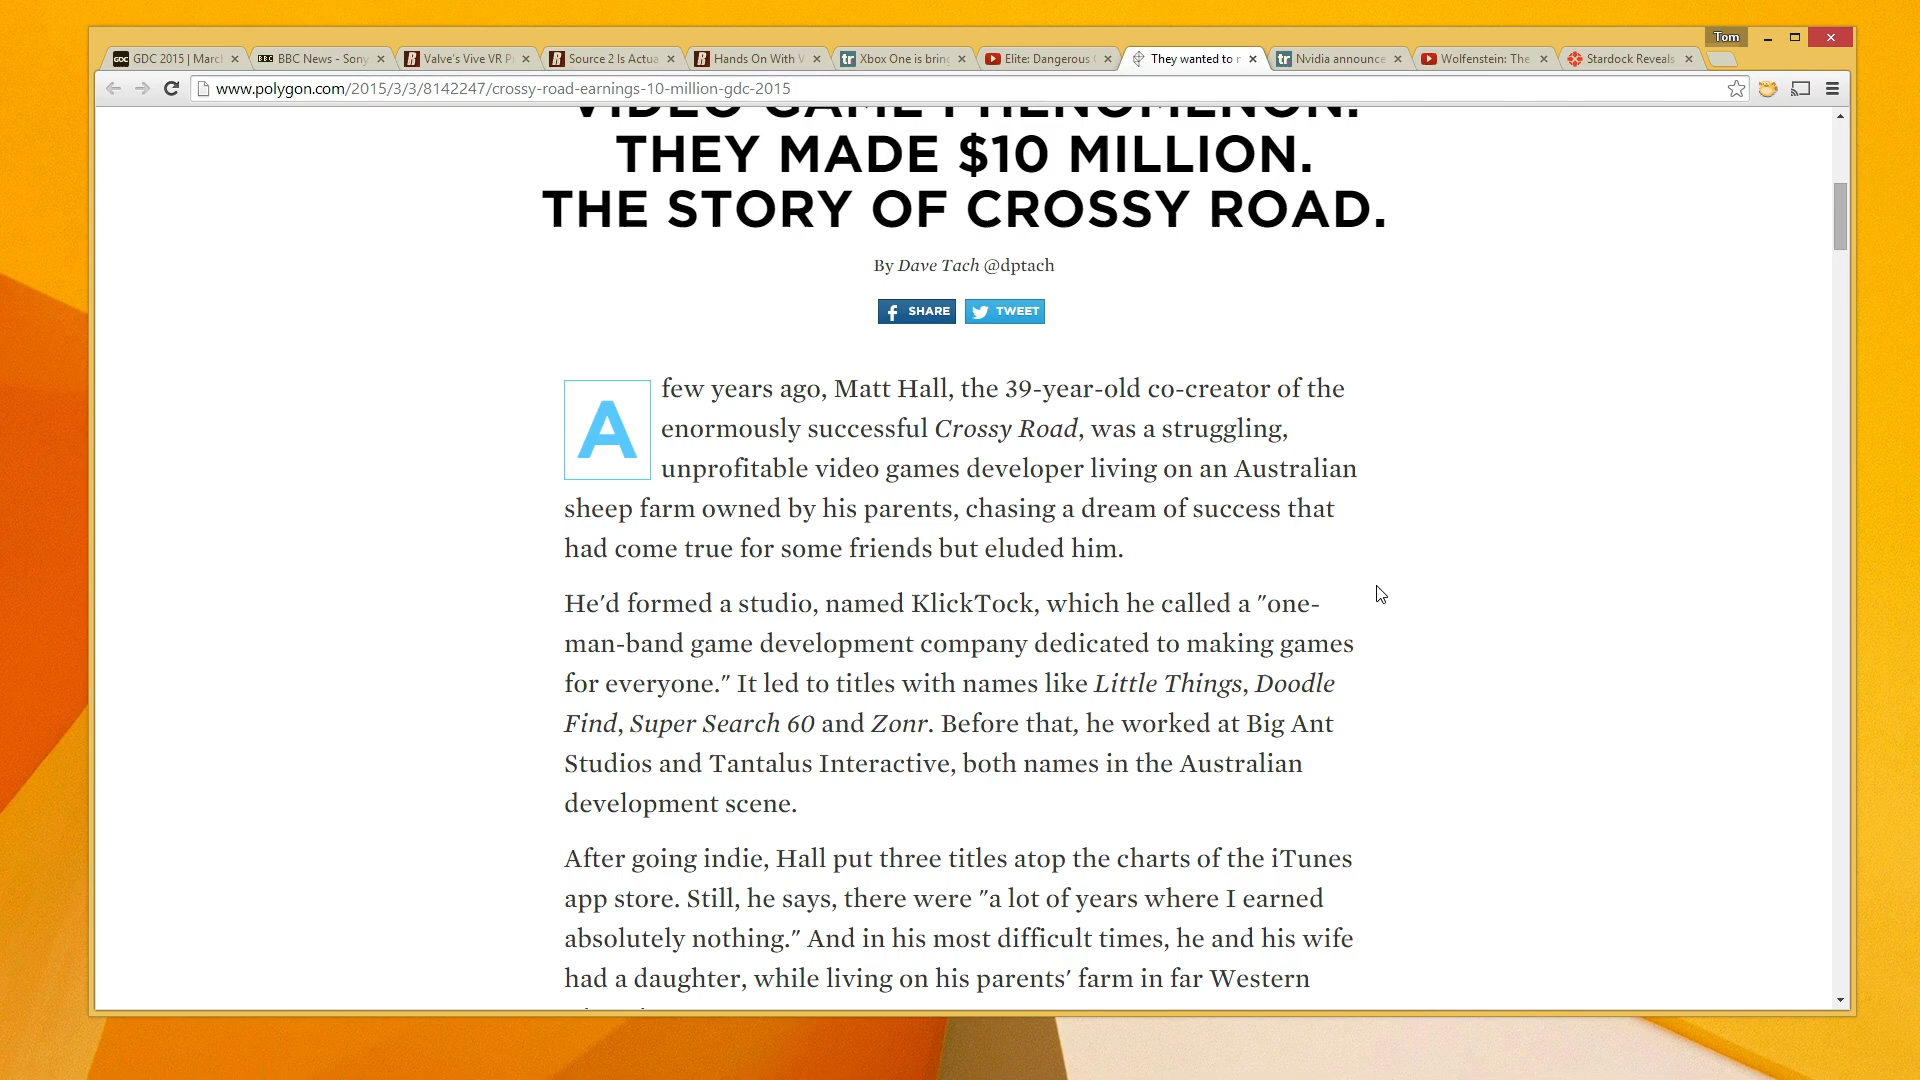 Tom
GDC 2015 | Marcl
BBC News - Sony
Valve's Vive VR P
Source 2 Is Actua
Hands On With V
Xbox One is bring
Elite: Dangerous
They wanted to
Nvidia announce
Wolfenstein: The
Stardock Reveals
www.polygon.com/2015/3/3/8142247/crossy-road-earnings-10-million-gdc-2015
VIDEO GAME PHENOMENON.
THEY MADE $10 MILLION.
THE STORY OF CROSSY ROAD.
By Dave Tach @dptach
SHARE
TWEET
A few years ago, Matt Hall, the 39-year-old co-creator of the
enormously successful Crossy Road, was a struggling,
unprofitable video games developer living on an Australian
sheep farm owned by his parents, chasing a dream of success that
had come true for some friends but eluded him.
He'd formed a studio, named KlickTock, which he called a "one-
man-band game development company dedicated to making games
for everyone." It led to titles with names like Little Things, Doodle
Find, Super Search 60 and Zonr. Before that, he worked at Big Ant
Studios and Tantalus Interactive, both names in the Australian
development scene.
After going indie, Hall put three titles atop the charts of the iTunes
app store. Still, he says, there were "a lot of years where I earned
absolutely nothing." And in his most difficult times, he and his wife
had a daughter, while living on his parents' farm in far Western